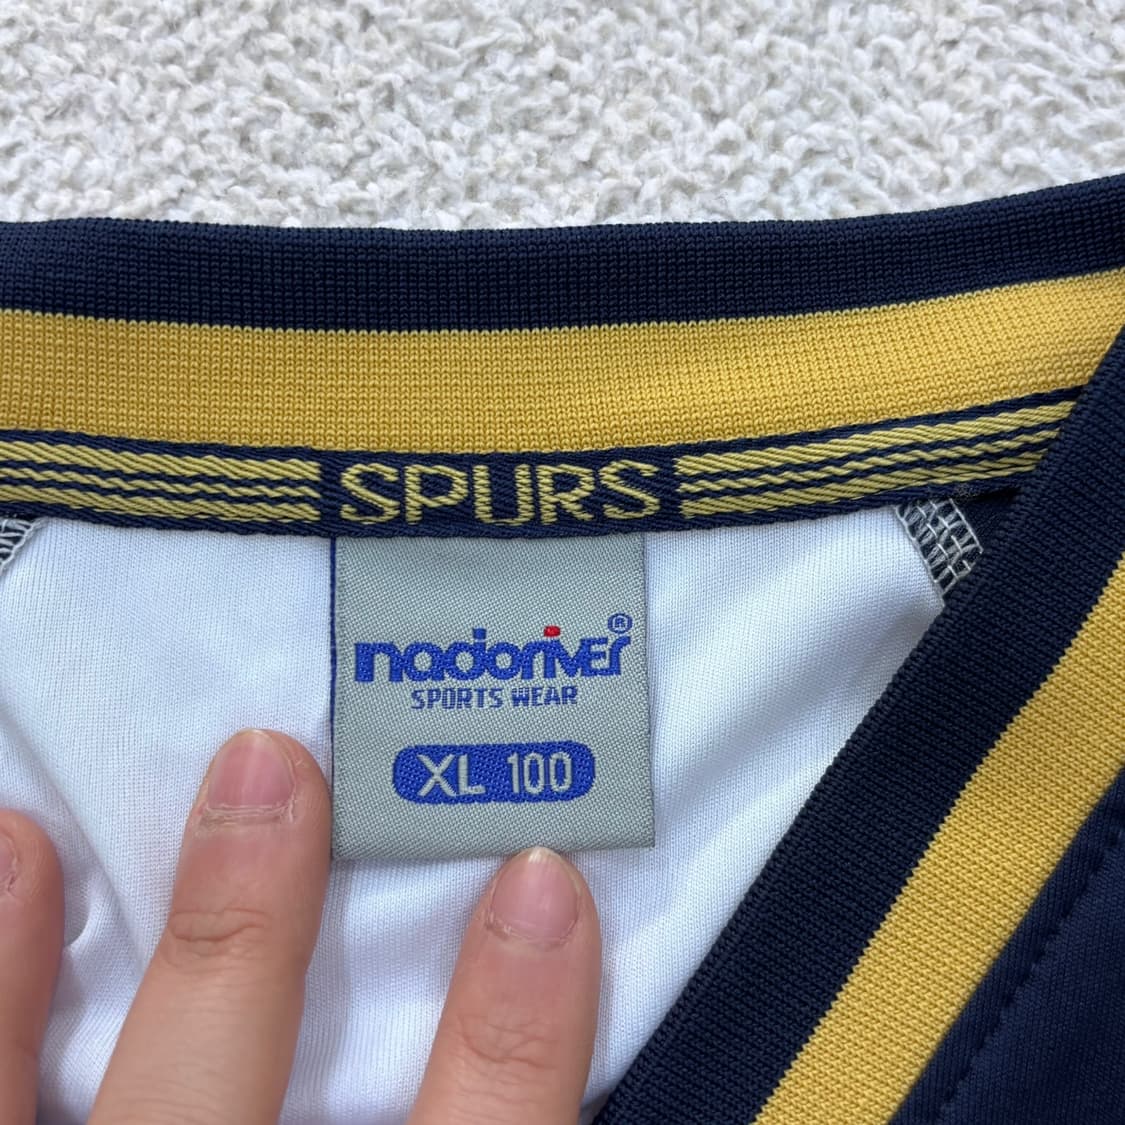 SPURS
nadoriver®
SPORTS WEAR
XL 100